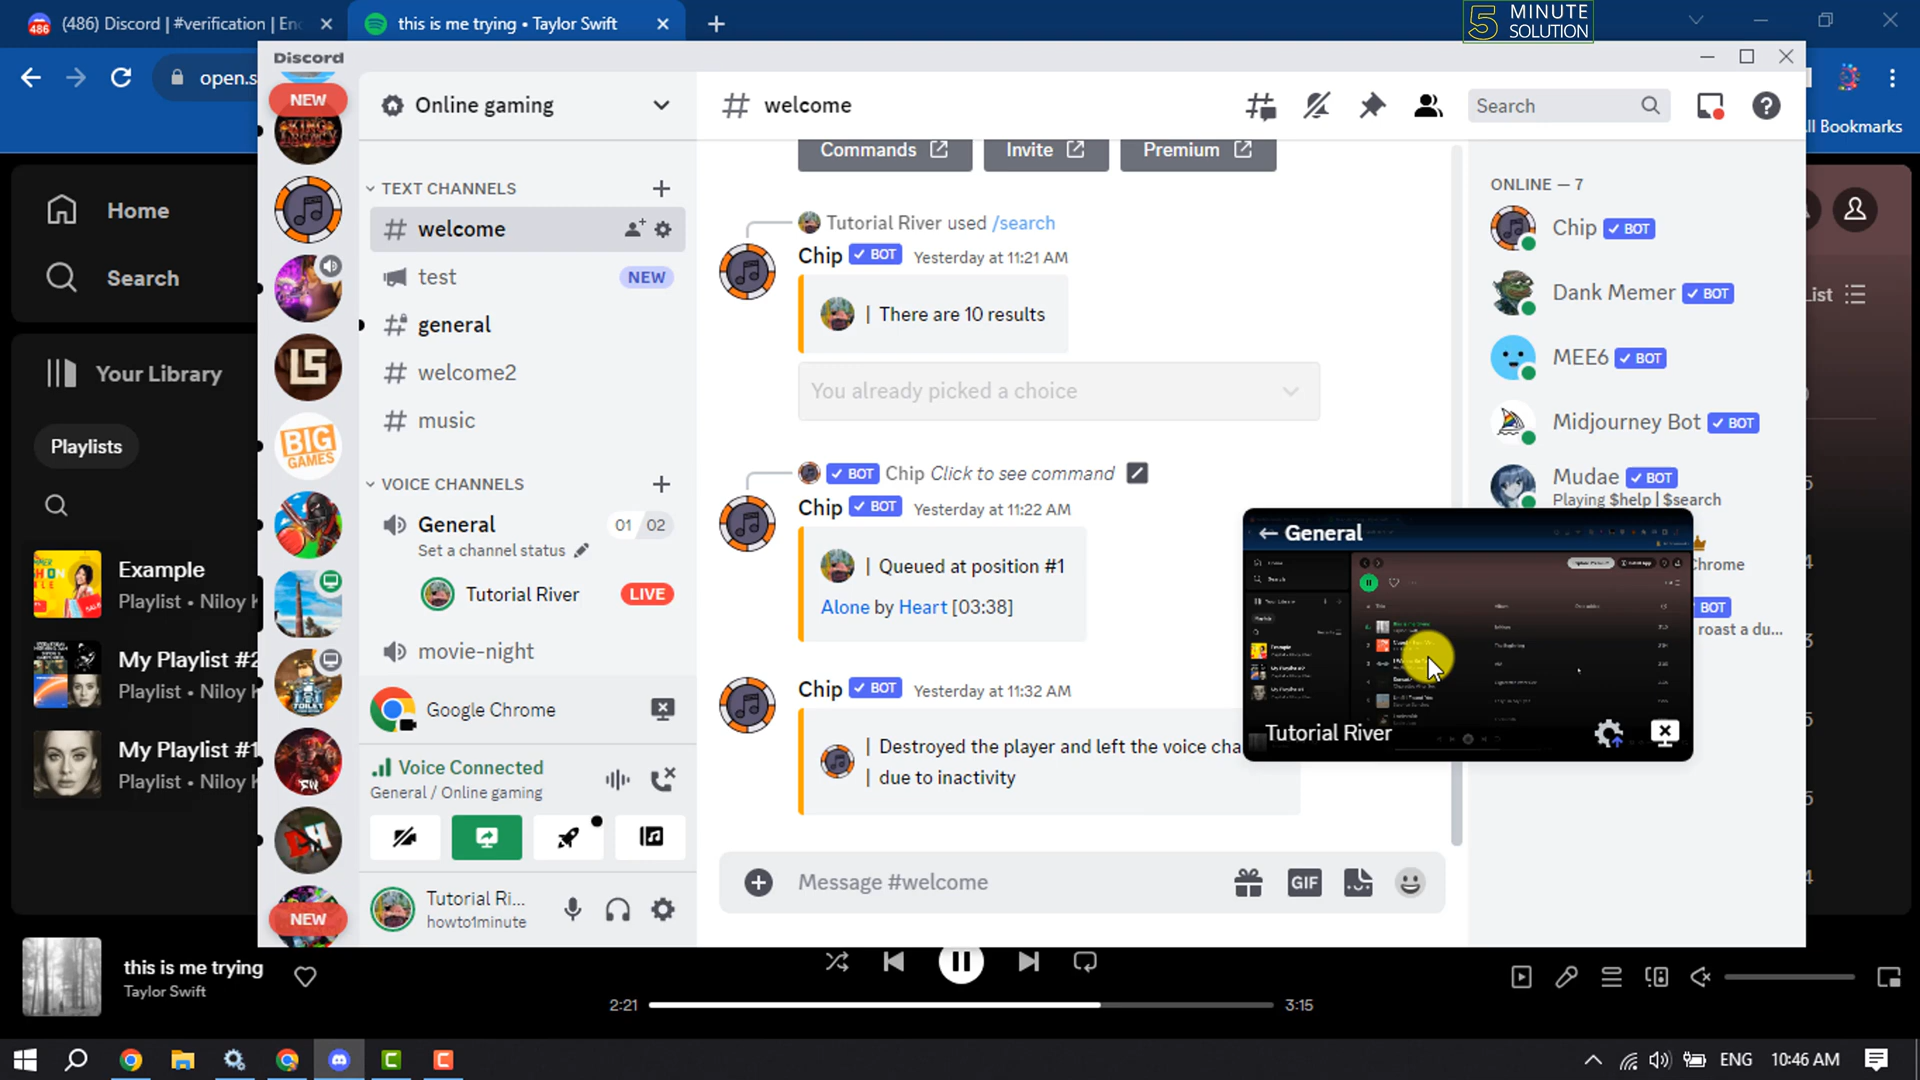 (486) Discord | #verification | Enc
this is me trying • Taylor Swift
5 MINUTE
SOLUTION
open.s
All Bookmarks
Discord
NEW
Online gaming
# welcome
Search
Home
Search
Your Library
Playlists
Example
Playlist • Niloy K
My Playlist #2
Playlist • Niloy K
My Playlist #1
Playlist • Niloy K
TEXT CHANNELS
welcome
test
NEW
general
welcome2
music
VOICE CHANNELS
General
01 02
Set a channel status
Tutorial River
LIVE
movie-night
Google Chrome
Voice Connected
General / Online gaming
Tutorial Ri...
howto1minute
NEW
BIG
GAMES
Commands
Invite
Premium
Tutorial River used /search
Chip BOT Yesterday at 11:21 AM
| There are 10 results
You already picked a choice
BOT Chip Click to see command
Chip BOT Yesterday at 11:22 AM
| Queued at position #1
Alone by Heart [03:38]
Chip BOT Yesterday at 11:32 AM
| Destroyed the player and left the voice cha
| due to inactivity
Message #welcome
GIF
ONLINE — 7
Chip BOT
Dank Memer BOT
MEE6 BOT
Midjourney Bot BOT
Mudae BOT
Playing $help | $search
hrome
BOT
roast a du...
List
General
Tutorial River
this is me trying
Taylor Swift
2:21
3:15
ENG
10:46 AM